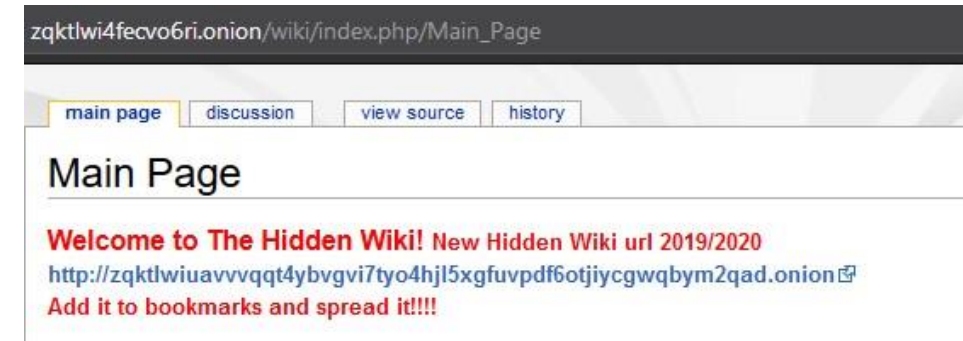 zqktlwi4fecvo6ri.onion/wiki/index.php/Main_Page
main page discussion view source history
Main Page
Welcome to The Hidden Wiki! New Hidden Wiki url 2019/2020
http://zqktlwiuavvvqqt4ybvgvi7tyo4hjl5xgfuvpdf6otjiycgwqbym2qad.onion
Add it to bookmarks and spread it!!!!